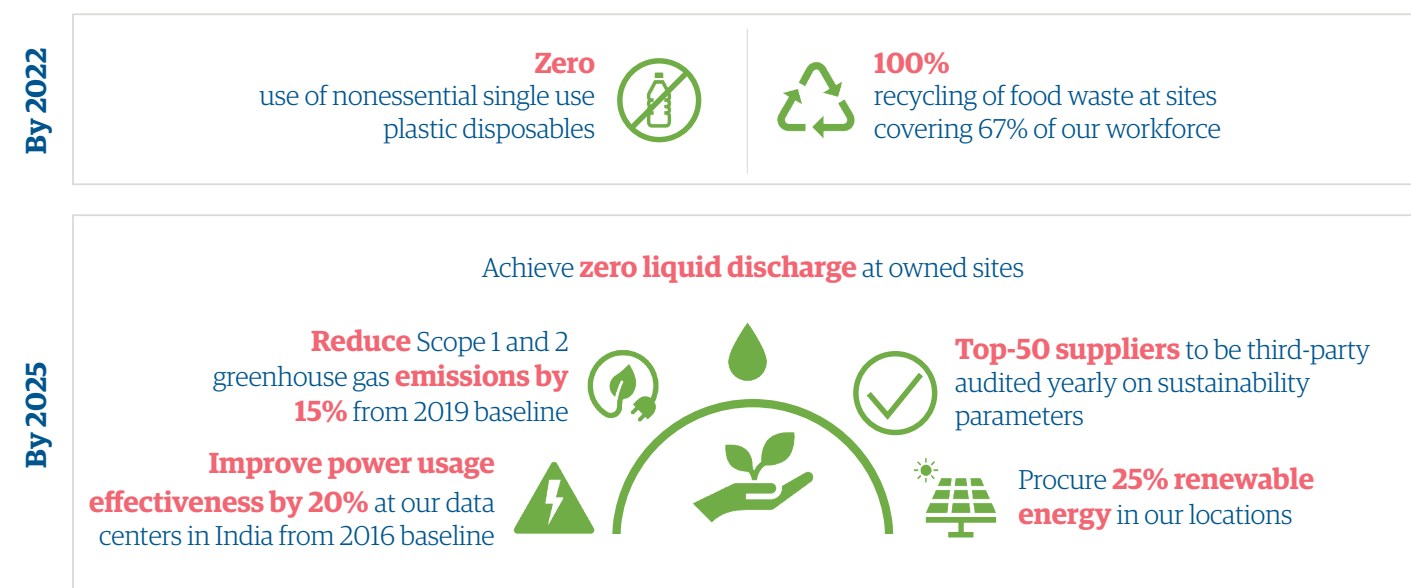 By 2022
Zero
use of nonessential single use
plastic disposables
100%
recycling of food waste at sites
covering 67% of our workforce
By 2025
Achieve zero liquid discharge at owned sites
Reduce Scope 1 and 2
greenhouse gas emissions by
15% from 2019 baseline
Top-50 suppliers to be third-party
audited yearly on sustainability
parameters
Improve power usage
effectiveness by 20% at our data
centers in India from 2016 baseline
Procure 25% renewable
energy in our locations